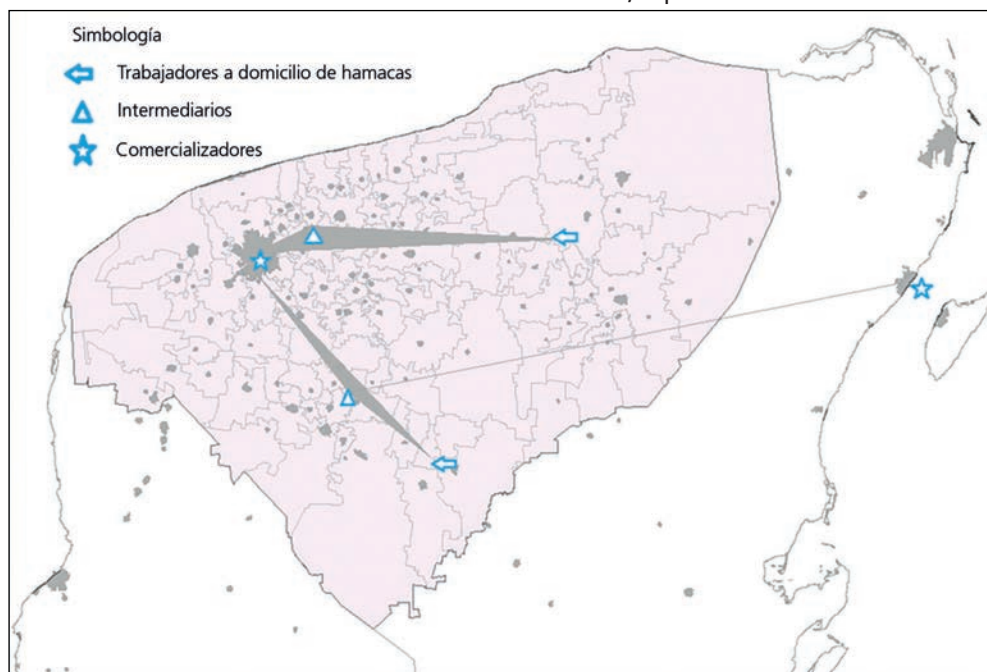 Simbología
Trabajadores a domicilio de hamacas
Intermediarios
Comercializadores